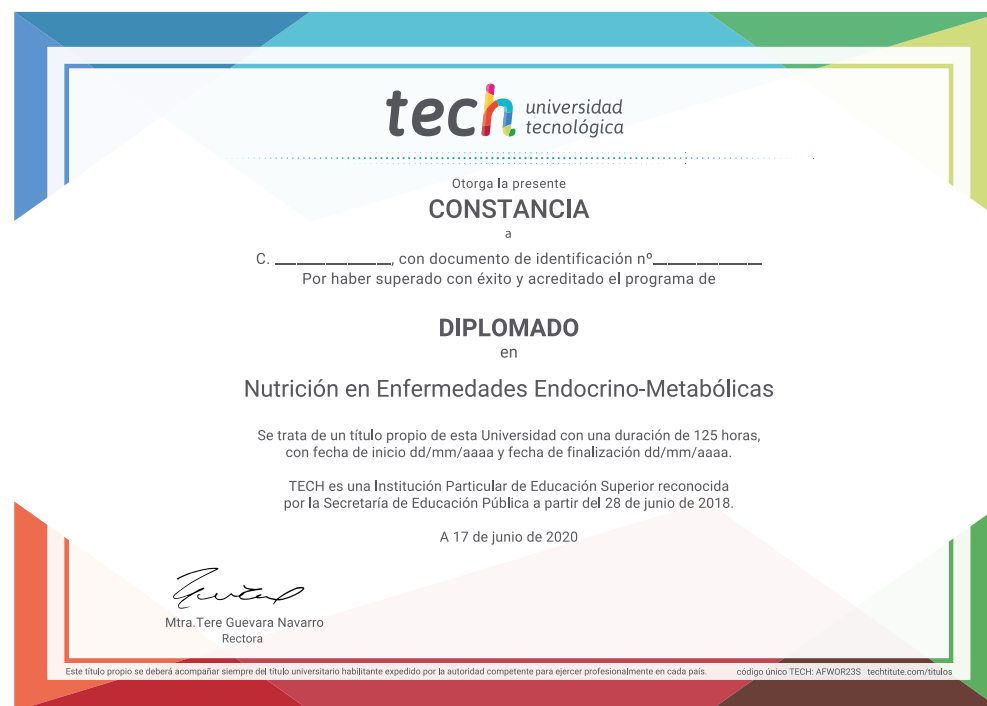 tech universidad
tecnológica
Otorga la presente
CONSTANCIA
a
C. ______________, con documento de identificación nº_____________
Por haber superado con éxito y acreditado el programa de
DIPLOMADO
en
Nutrición en Enfermedades Endocrino-Metabólicas
Se trata de un título propio de esta Universidad con una duración de 125 horas,
con fecha de inicio dd/mm/aaaa y fecha de finalización dd/mm/aaaa.
TECH es una Institución Particular de Educación Superior reconocida
por la Secretaría de Educación Pública a partir del 28 de junio de 2018.
A 17 de junio de 2020
Mtra.Tere Guevara Navarro
Rectora
Este título propio se deberá acompañar siempre del título universitario habilitante expedido por la autoridad competente para ejercer profesionalmente en cada país. código único TECH: AFWOR23S techtitute.com/titulos